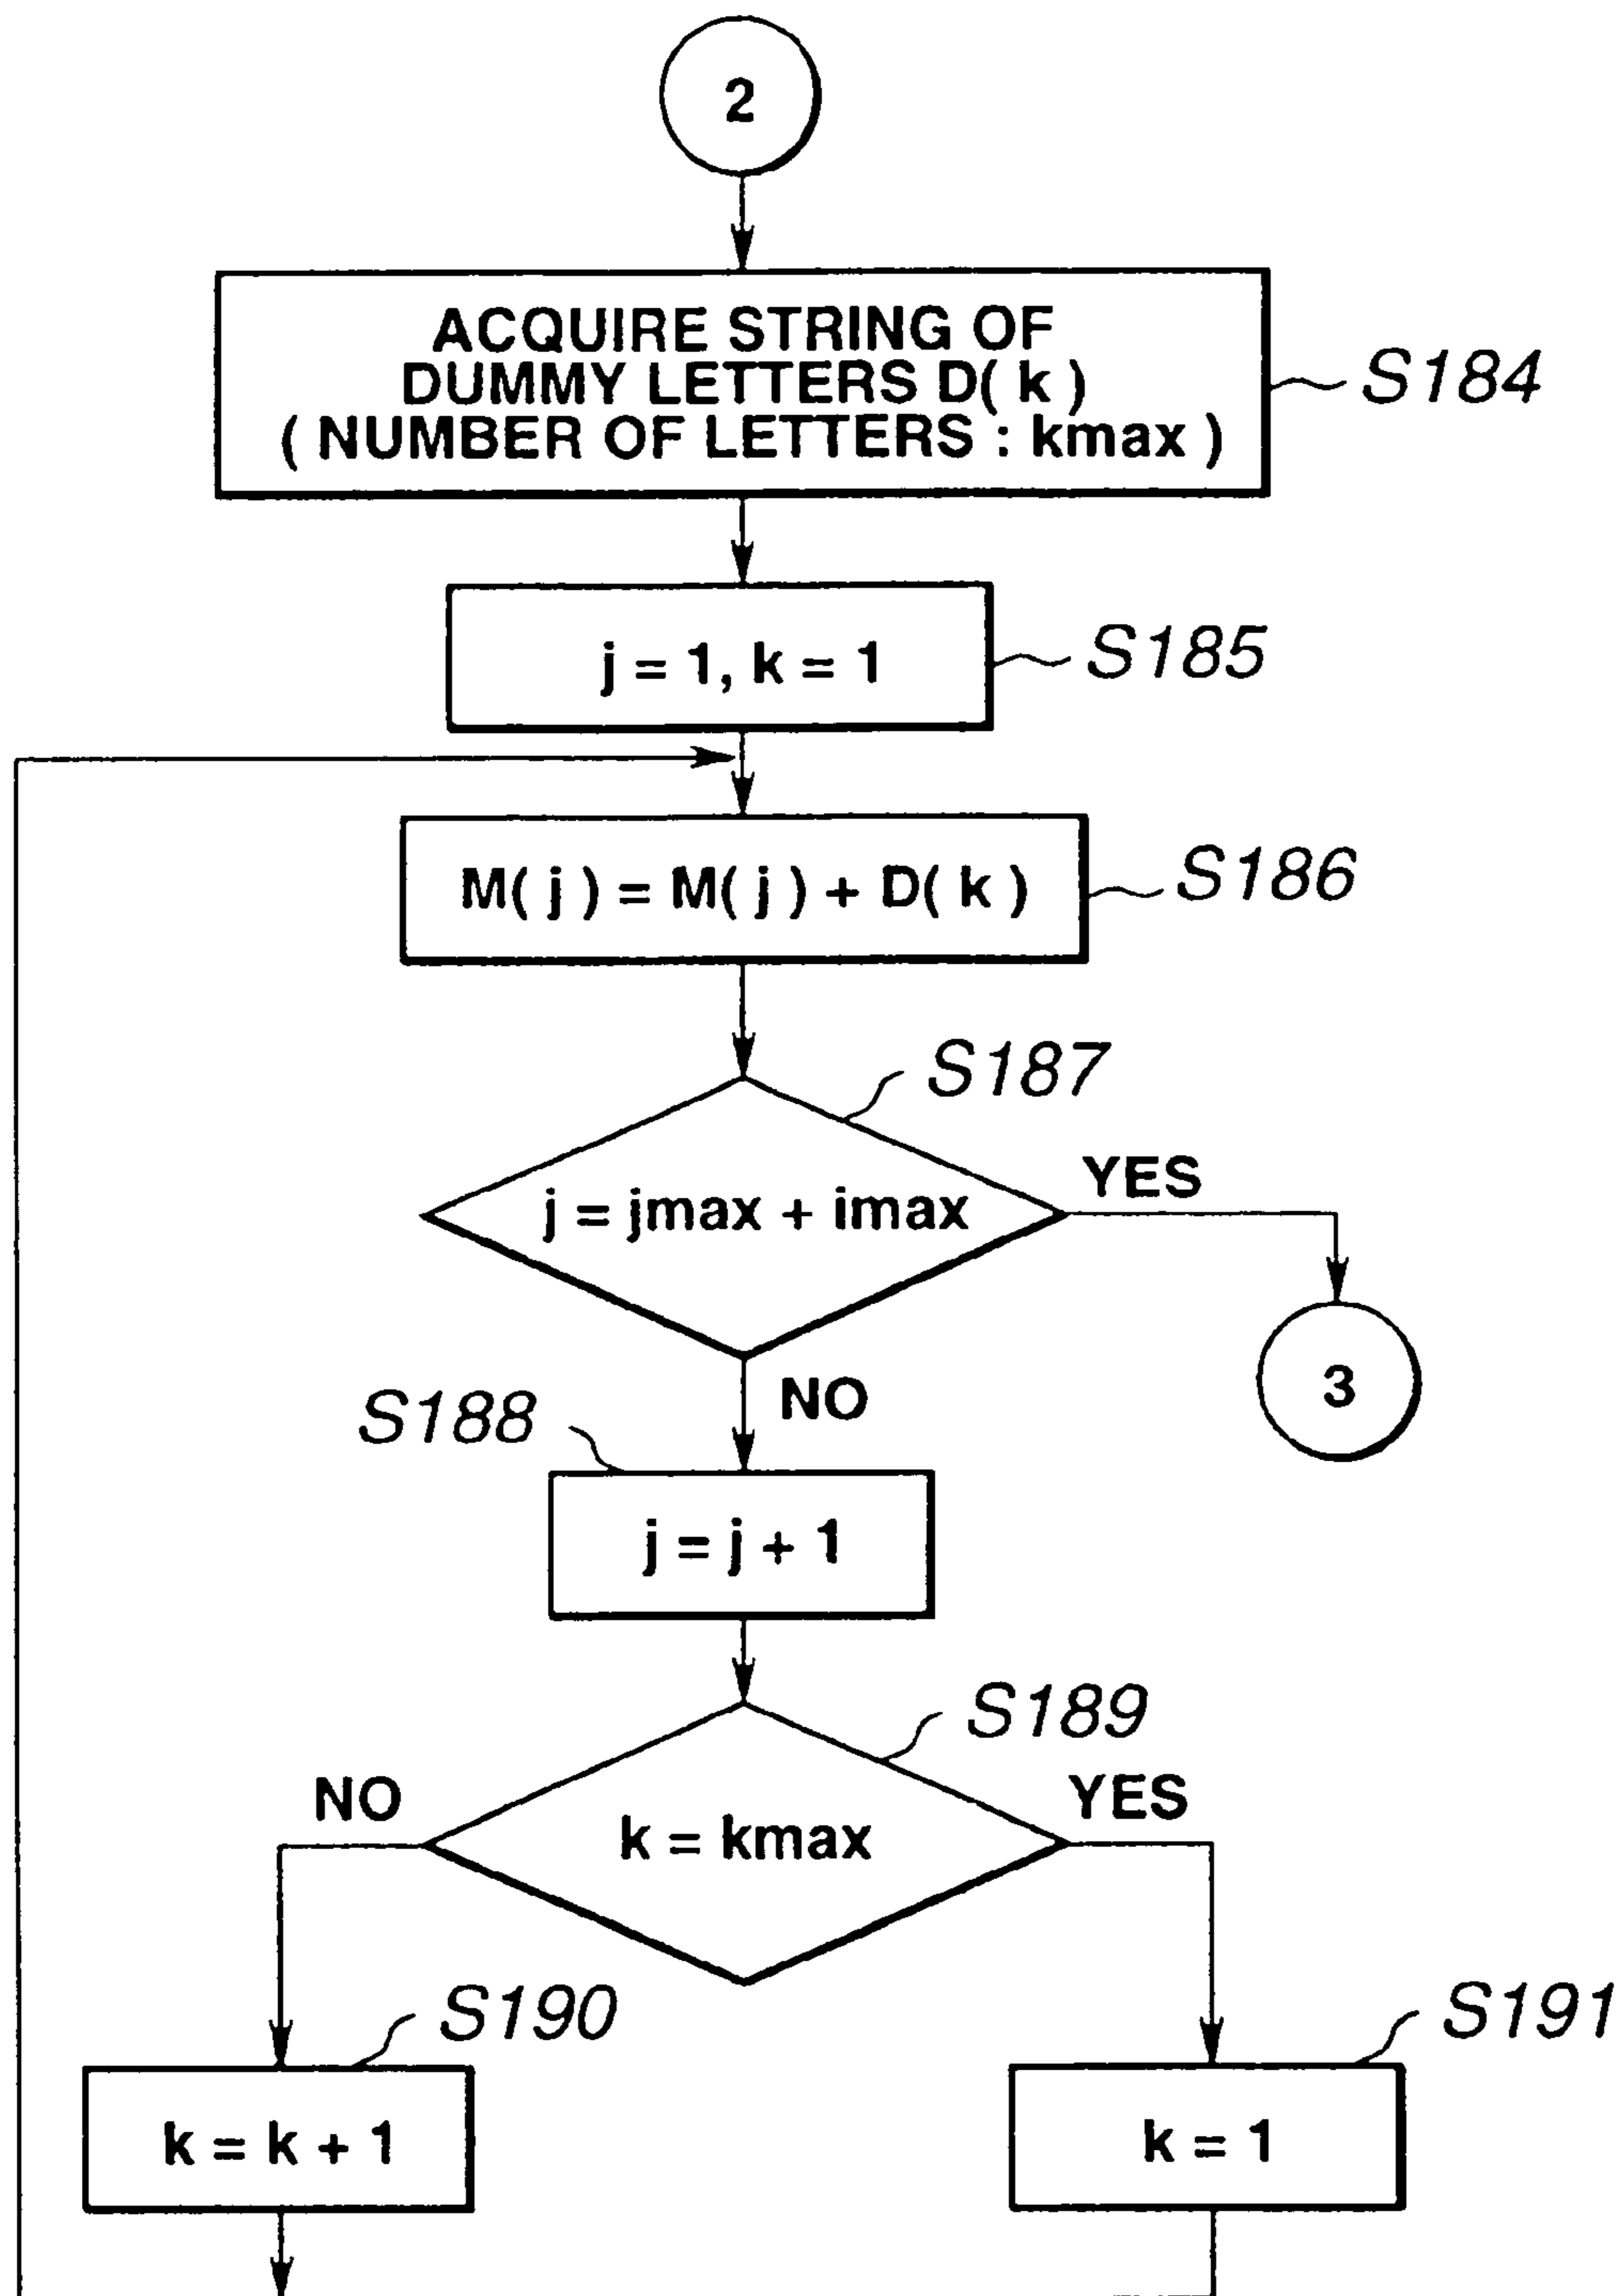 2
ACQUIRE STRING OF
DUMMY LETTERS D( k )
( NUMBER OF LETTERS : kmax )
S184
j = 1, k = 1
S185
M( j ) = M( j ) + D( k )
S186
S187
j = jmax + imax
YES
3
NO
S188
j = j + 1
S189
NO
k = kmax
YES
S190
S191
k = k + 1
k = 1